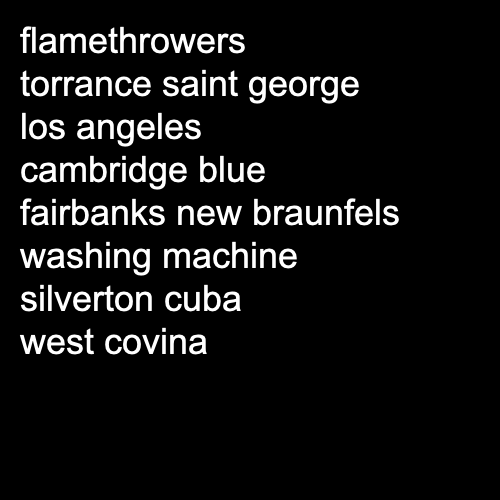 flamethrowers
torrance saint george
los angeles
cambridge blue
fairbanks new braunfels
washing machine
silverton cuba
west covina